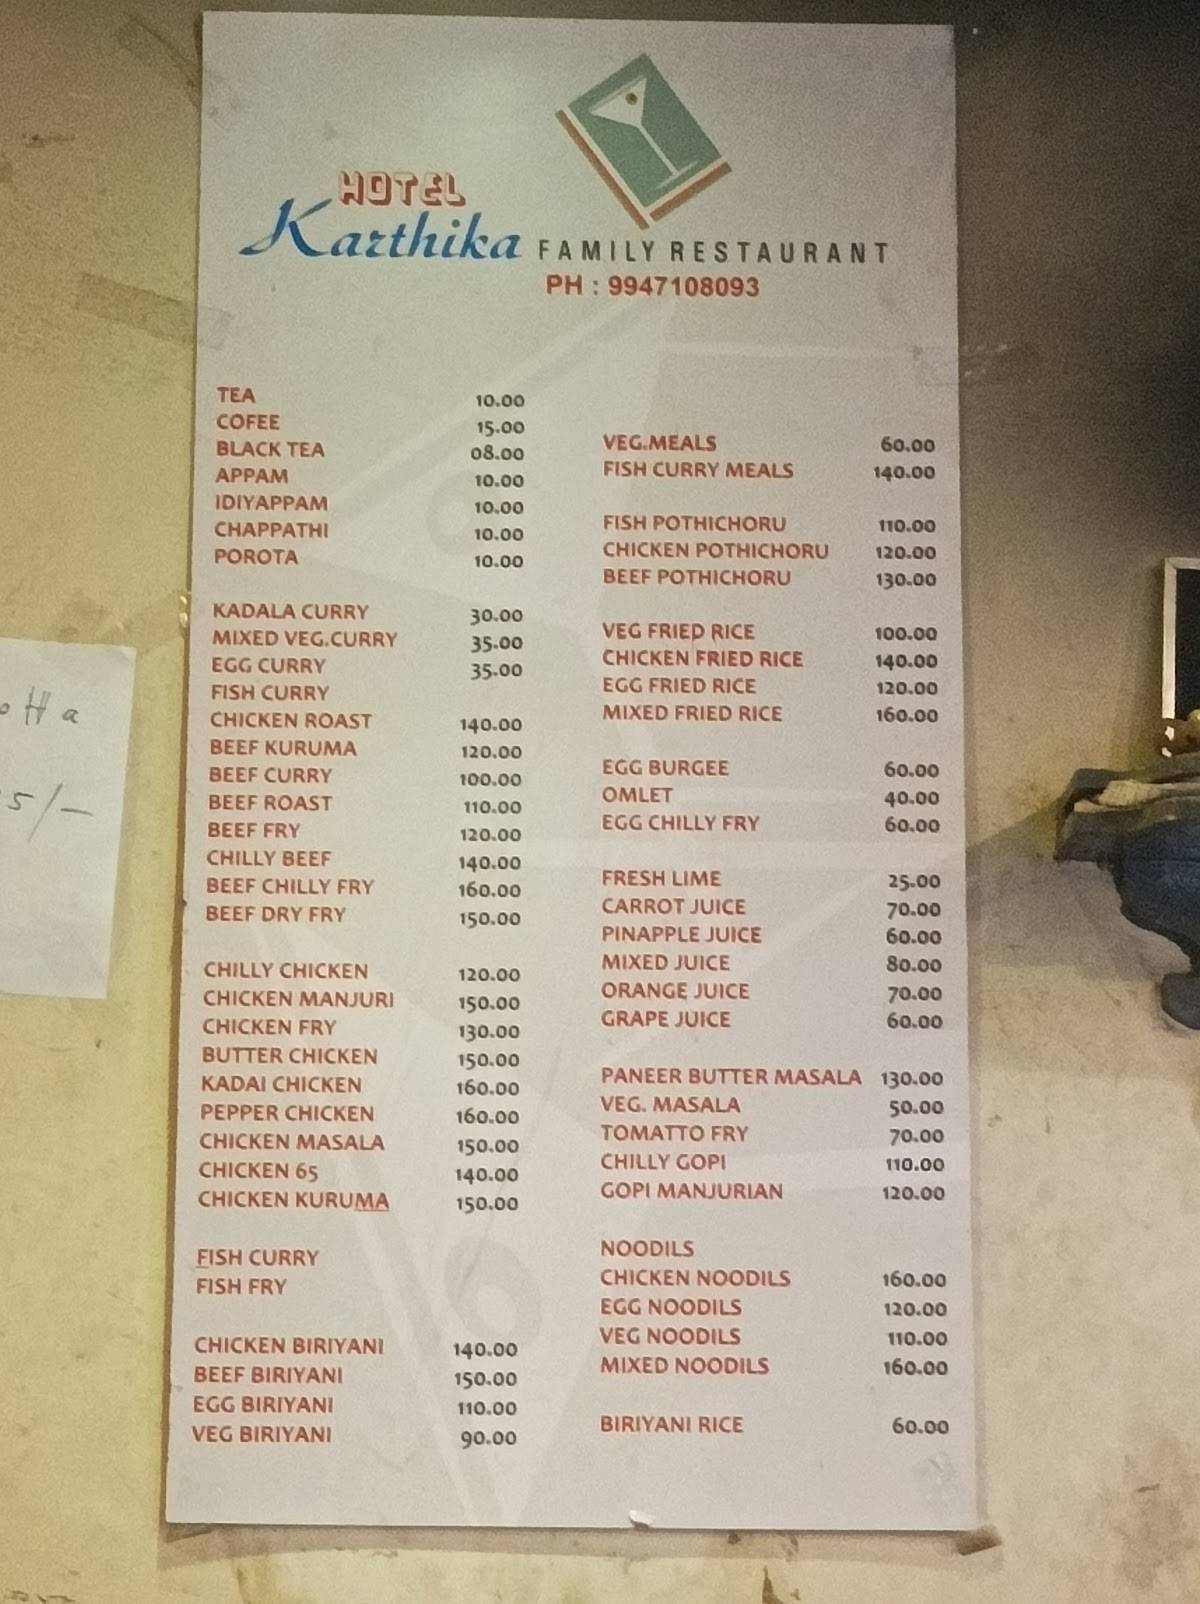 HOTEL
Karthika FAMILY RESTAURANT
PH : 9947108093
TEA 10.00
COFEE 15.00
BLACK TEA 08.00
APPAM 10.00
IDIYAPPAM 10.00
CHAPPATHI 10.00
POROTA 10.00
KADALA CURRY 30.00
MIXED VEG.CURRY 35.00
EGG CURRY 35.00
FISH CURRY
CHICKEN ROAST 140.00
BEEF KURUMA 120.00
BEEF CURRY 100.00
BEEF ROAST 110.00
BEEF FRY 120.00
CHILLY BEEF 140.00
BEEF CHILLY FRY 160.00
BEEF DRY FRY 150.00
CHILLY CHICKEN 120.00
CHICKEN MANJURI 150.00
CHICKEN FRY 130.00
BUTTER CHICKEN 150.00
KADAI CHICKEN 160.00
PEPPER CHICKEN 160.00
CHICKEN MASALA 150.00
CHICKEN 65 140.00
CHICKEN KURUMA 150.00
FISH CURRY
FISH FRY
CHICKEN BIRIYANI 140.00
BEEF BIRIYANI 150.00
EGG BIRIYANI 110.00
VEG BIRIYANI 90.00
VEG.MEALS 60.00
FISH CURRY MEALS 140.00
FISH POTHICHORU 110.00
CHICKEN POTHICHORU 120.00
BEEF POTHICHORU 130.00
VEG FRIED RICE 100.00
CHICKEN FRIED RICE 140.00
EGG FRIED RICE 120.00
MIXED FRIED RICE 160.00
EGG BURGEE 60.00
OMLET 40.00
EGG CHILLY FRY 60.00
FRESH LIME 25.00
CARROT JUICE 70.00
PINAPPLE JUICE 60.00
MIXED JUICE 80.00
ORANGE JUICE 70.00
GRAPE JUICE 60.00
PANEER BUTTER MASALA 130.00
VEG. MASALA 50.00
TOMATTO FRY 70.00
CHILLY GOPI 110.00
GOPI MANJURIAN 120.00
NOODILS
CHICKEN NOODILS 160.00
EGG NOODILS 120.00
VEG NOODILS 110.00
MIXED NOODILS 160.00
BIRIYANI RICE 60.00